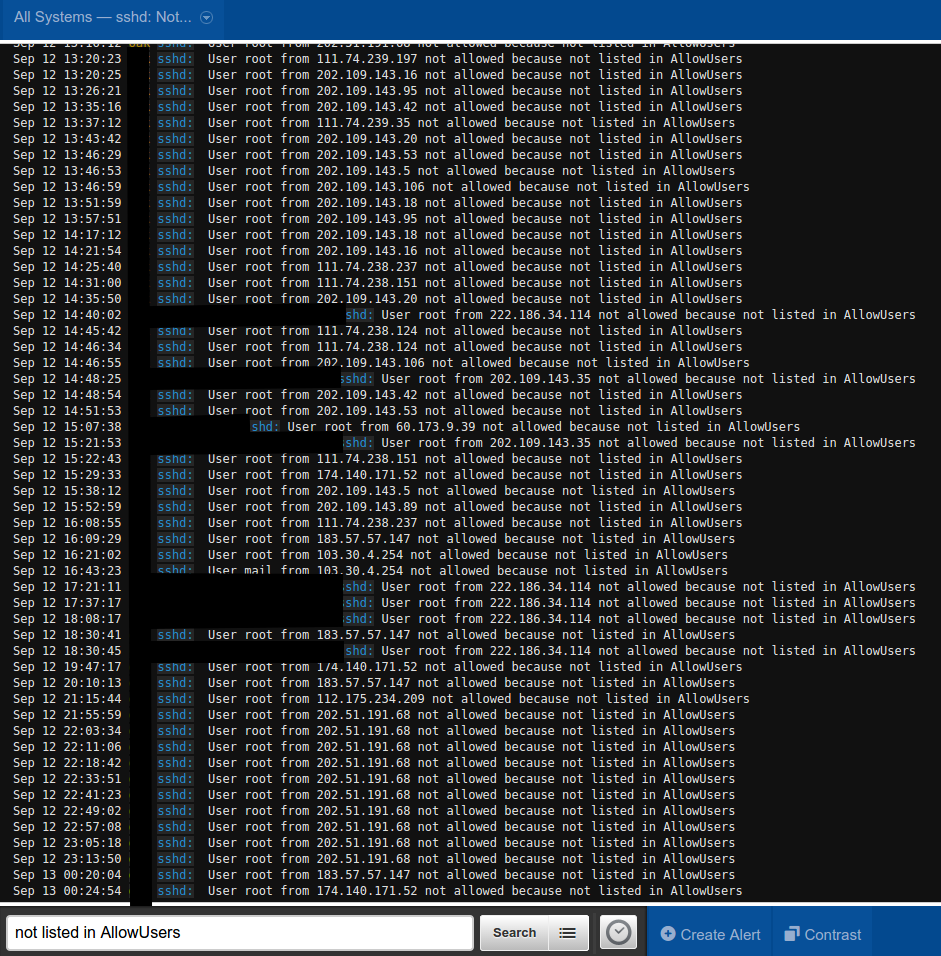 All Systems — sshd: Not...
sshd: User root from 202.51.191.68 not allowed because not listed in AllowUsers
Sep 12 13:20:23 sshd: User root from 111.74.239.197 not allowed because not listed in AllowUsers
Sep 12 13:20:25 sshd: User root from 202.109.143.16 not allowed because not listed in AllowUsers
Sep 12 13:26:21 sshd: User root from 202.109.143.95 not allowed because not listed in AllowUsers
Sep 12 13:35:16 sshd: User root from 202.109.143.42 not allowed because not listed in AllowUsers
Sep 12 13:37:12 sshd: User root from 111.74.239.35 not allowed because not listed in AllowUsers
Sep 12 13:43:42 sshd: User root from 202.109.143.20 not allowed because not listed in AllowUsers
Sep 12 13:46:29 sshd: User root from 202.109.143.53 not allowed because not listed in AllowUsers
Sep 12 13:46:53 sshd: User root from 202.109.143.5 not allowed because not listed in AllowUsers
Sep 12 13:46:59 sshd: User root from 202.109.143.106 not allowed because not listed in AllowUsers
Sep 12 13:51:59 sshd: User root from 202.109.143.18 not allowed because not listed in AllowUsers
Sep 12 13:57:51 sshd: User root from 202.109.143.95 not allowed because not listed in AllowUsers
Sep 12 14:17:12 sshd: User root from 202.109.143.18 not allowed because not listed in AllowUsers
Sep 12 14:21:54 sshd: User root from 202.109.143.16 not allowed because not listed in AllowUsers
Sep 12 14:25:40 sshd: User root from 111.74.238.237 not allowed because not listed in AllowUsers
Sep 12 14:31:00 sshd: User root from 111.74.238.151 not allowed because not listed in AllowUsers
Sep 12 14:35:50 sshd: User root from 202.109.143.20 not allowed because not listed in AllowUsers
Sep 12 14:40:02 shd: User root from 222.186.34.114 not allowed because not listed in AllowUsers
Sep 12 14:45:42 sshd: User root from 111.74.238.124 not allowed because not listed in AllowUsers
Sep 12 14:46:34 sshd: User root from 111.74.238.124 not allowed because not listed in AllowUsers
Sep 12 14:46:55 sshd: User root from 202.109.143.106 not allowed because not listed in AllowUsers
Sep 12 14:48:25 sshd: User root from 202.109.143.35 not allowed because not listed in AllowUsers
Sep 12 14:48:54 sshd: User root from 202.109.143.42 not allowed because not listed in AllowUsers
Sep 12 14:51:53 sshd: User root from 202.109.143.53 not allowed because not listed in AllowUsers
Sep 12 15:07:38 shd: User root from 60.173.9.39 not allowed because not listed in AllowUsers
Sep 12 15:21:53 shd: User root from 202.109.143.35 not allowed because not listed in AllowUsers
Sep 12 15:22:43 sshd: User root from 111.74.238.151 not allowed because not listed in AllowUsers
Sep 12 15:29:33 sshd: User root from 174.140.171.52 not allowed because not listed in AllowUsers
Sep 12 15:38:12 sshd: User root from 202.109.143.5 not allowed because not listed in AllowUsers
Sep 12 15:52:59 sshd: User root from 202.109.143.89 not allowed because not listed in AllowUsers
Sep 12 16:08:55 sshd: User root from 111.74.238.237 not allowed because not listed in AllowUsers
Sep 12 16:09:29 sshd: User root from 183.57.57.147 not allowed because not listed in AllowUsers
Sep 12 16:21:02 sshd: User root from 103.30.4.254 not allowed because not listed in AllowUsers
Sep 12 16:43:23 sshd: User mail from 103.30.4.254 not allowed because not listed in AllowUsers
Sep 12 17:21:11 shd: User root from 222.186.34.114 not allowed because not listed in AllowUsers
Sep 12 17:37:17 shd: User root from 222.186.34.114 not allowed because not listed in AllowUsers
Sep 12 18:08:17 shd: User root from 222.186.34.114 not allowed because not listed in AllowUsers
Sep 12 18:30:41 sshd: User root from 183.57.57.147 not allowed because not listed in AllowUsers
Sep 12 18:30:45 shd: User root from 222.186.34.114 not allowed because not listed in AllowUsers
Sep 12 19:47:17 sshd: User root from 174.140.171.52 not allowed because not listed in AllowUsers
Sep 12 20:10:13 sshd: User root from 183.57.57.147 not allowed because not listed in AllowUsers
Sep 12 21:15:44 sshd: User root from 112.175.234.209 not allowed because not listed in AllowUsers
Sep 12 21:55:59 sshd: User root from 202.51.191.68 not allowed because not listed in AllowUsers
Sep 12 22:03:34 sshd: User root from 202.51.191.68 not allowed because not listed in AllowUsers
Sep 12 22:11:06 sshd: User root from 202.51.191.68 not allowed because not listed in AllowUsers
Sep 12 22:18:42 sshd: User root from 202.51.191.68 not allowed because not listed in AllowUsers
Sep 12 22:33:51 sshd: User root from 202.51.191.68 not allowed because not listed in AllowUsers
Sep 12 22:41:23 sshd: User root from 202.51.191.68 not allowed because not listed in AllowUsers
Sep 12 22:49:02 sshd: User root from 202.51.191.68 not allowed because not listed in AllowUsers
Sep 12 22:57:08 sshd: User root from 202.51.191.68 not allowed because not listed in AllowUsers
Sep 12 23:05:18 sshd: User root from 202.51.191.68 not allowed because not listed in AllowUsers
Sep 12 23:13:50 sshd: User root from 202.51.191.68 not allowed because not listed in AllowUsers
Sep 13 00:20:04 sshd: User root from 183.57.57.147 not allowed because not listed in AllowUsers
Sep 13 00:24:54 sshd: User root from 174.140.171.52 not allowed because not listed in AllowUsers
not listed in AllowUsers Search Create Alert Contrast